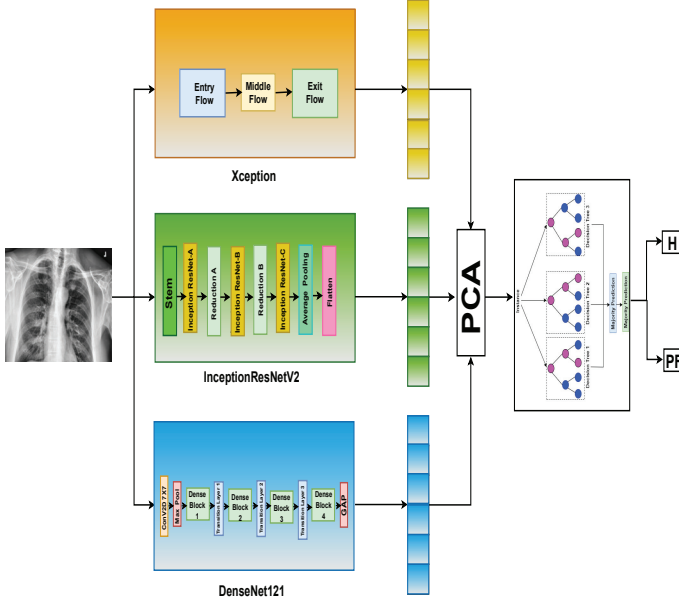 Entry
Flow
Middle
Flow
Exit
Flow
Xception
Stem
Inception ResNet-A
Reduction A
Inception ResNet-B
Reduction B
Inception ResNet-C
Average Pooling
Flatten
InceptionResNetV2
ConV2D 7X7
Max Pool
Dense
Block
1
Transition Layer 1
Dense
Block
2
Transition Layer 2
Dense
Block
3
Transition Layer 3
Dense
Block
4
GAP
DenseNet121
PCA
Instance
Decision Tree 3
Decision Tree 2
Decision Tree 1
Majority Prediction
Majority Prediction
H
PF